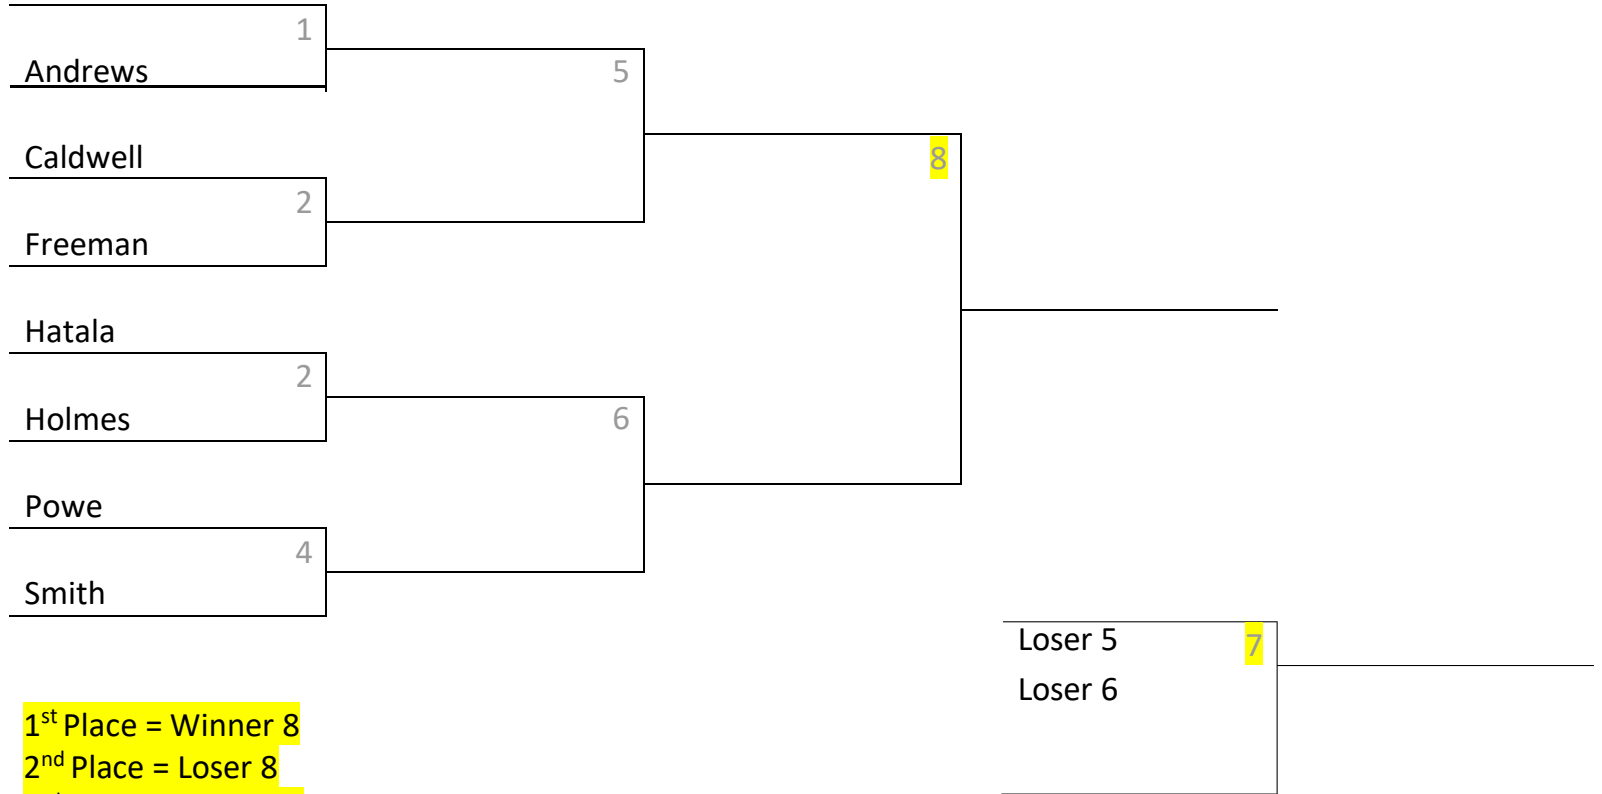 1
Andrews
5
Caldwell
8
2
Freeman
Hatala
2
Holmes
6
Powe
4
Smith
Loser 5
7
Loser 6
1st Place = Winner 8
2nd Place = Loser 8